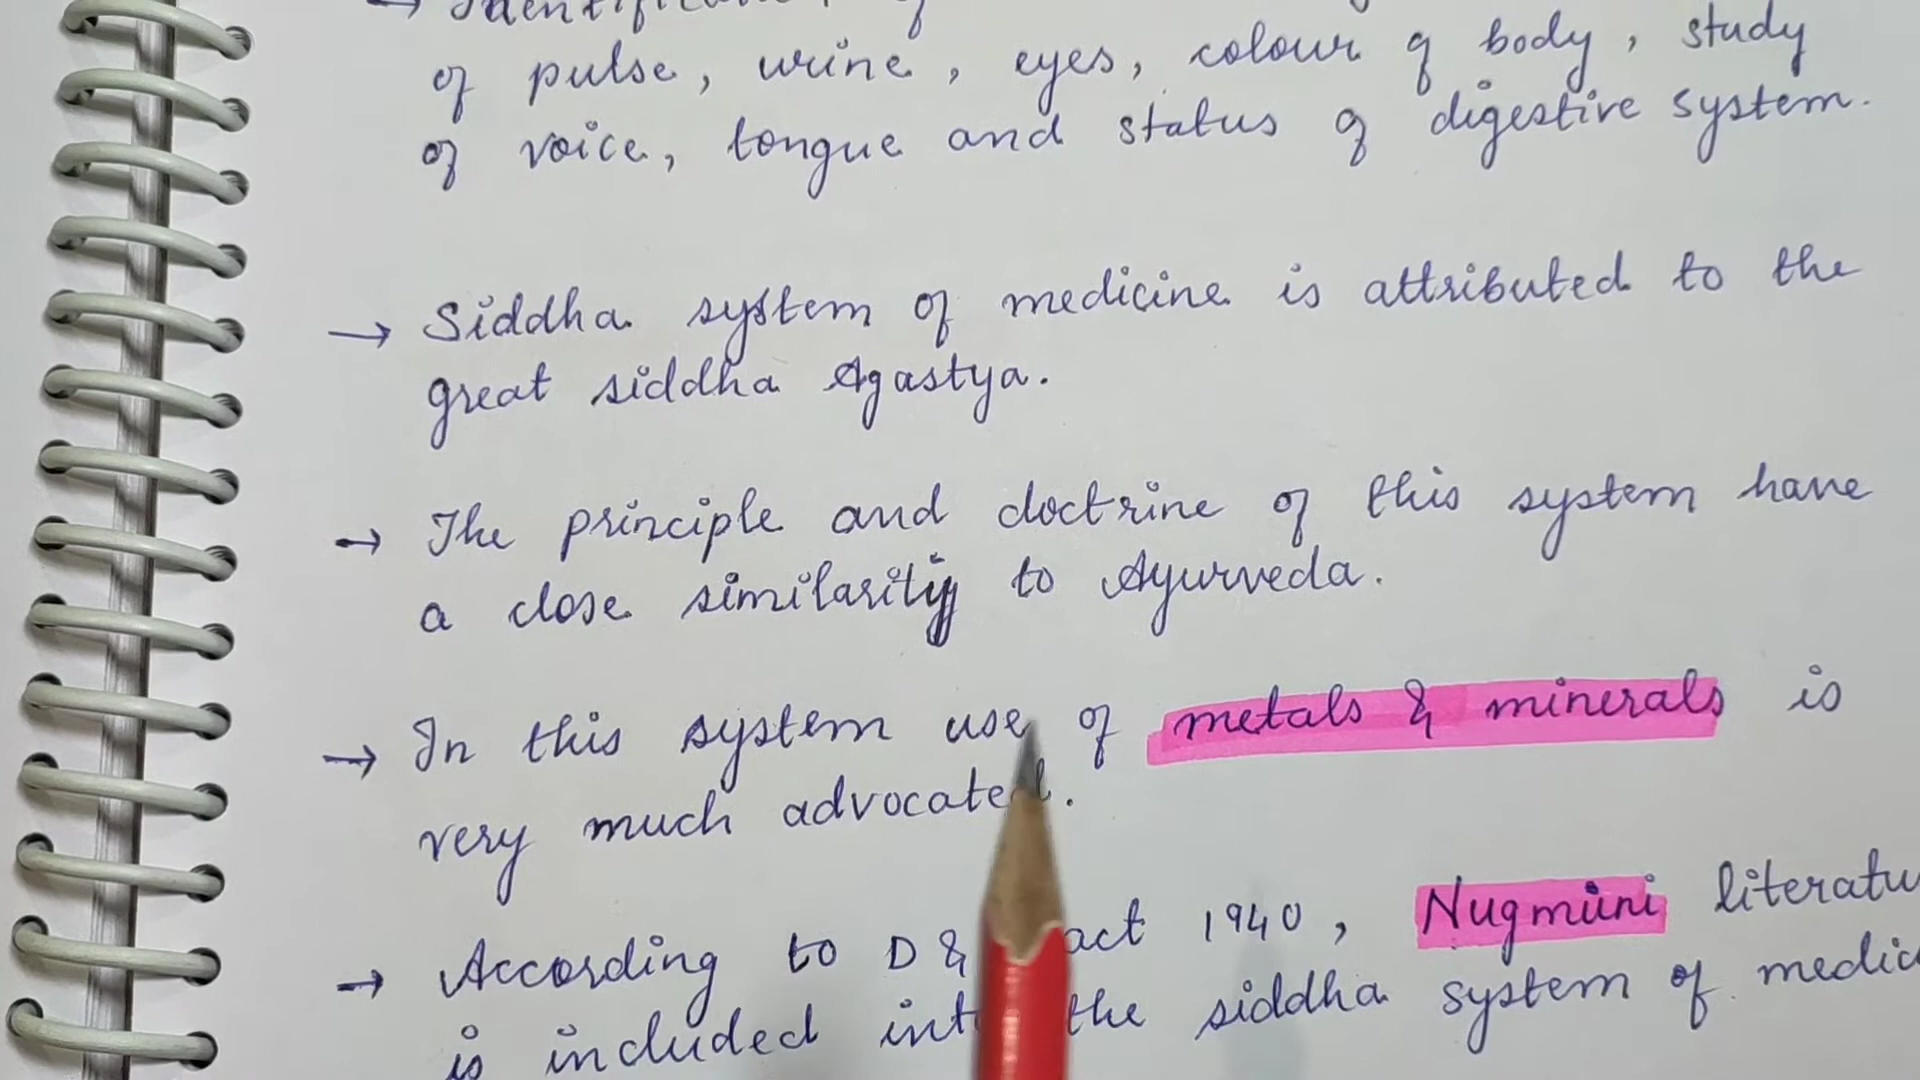 → of
of pulse, urine, eyes, colour of body, study
of voice, tongue and status of digestive system.
→ Siddha system of medicine is attributed to the
great siddha Agastya.
→ The principle and doctrine of this system have
a close similarity to Ayurveda.
→ In this system use of metals & minerals is
very much advocated.
→ According to D & act 1940, Nugmuni
is included the siddha system of